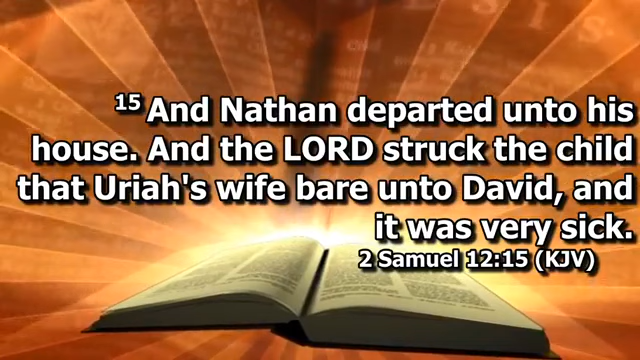 15 And Nathan departed unto his
house. And the LORD struck the child
that Uriah's wife bare unto David, and
it was very sick.
2 Samuel 12:15 (KJV)